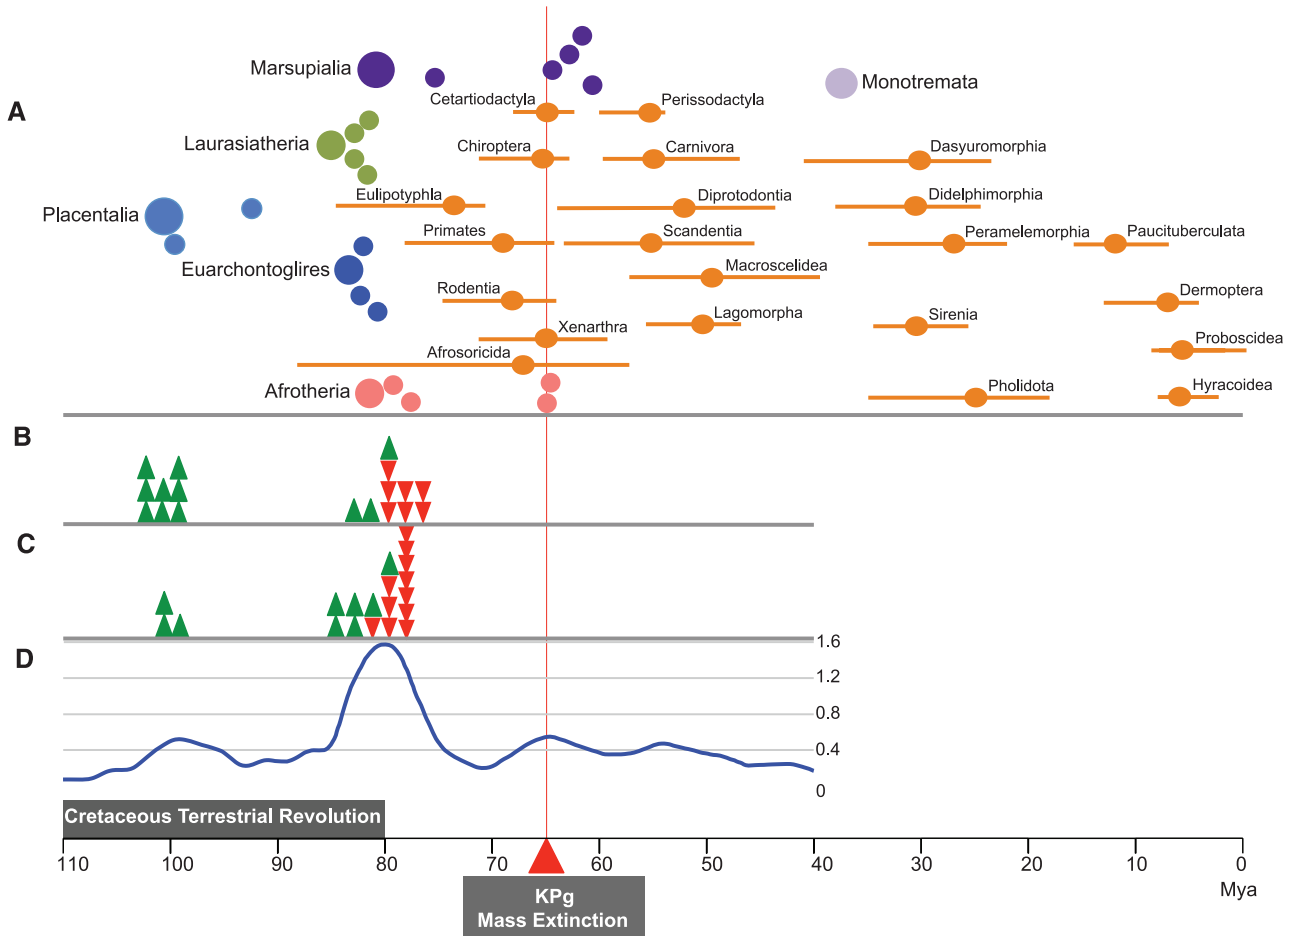 A
Marsupialia
Monotremata
Cetartiodactyla
Perissodactyla
Laurasiatheria
Chiroptera
Carnivora
Dasyuromorphia
Eulipotyphla
Diprotodontia
Didelphimorphia
Placentalia
Primates
Scandentia
Peramelemorphia
Paucituberculata
Euarchontoglires
Macroscelidea
Rodentia
Dermoptera
Lagomorpha
Sirenia
Xenarthra
Proboscidea
Afrosoricida
Afrotheria
Pholidota
Hyracoidea
B
C
D
1.6
1.2
0.8
0.4
0
Cretaceous Terrestrial Revolution
110 100 90 80 70 60 50 40 30 20 10 0
Mya
KPg
Mass Extinction